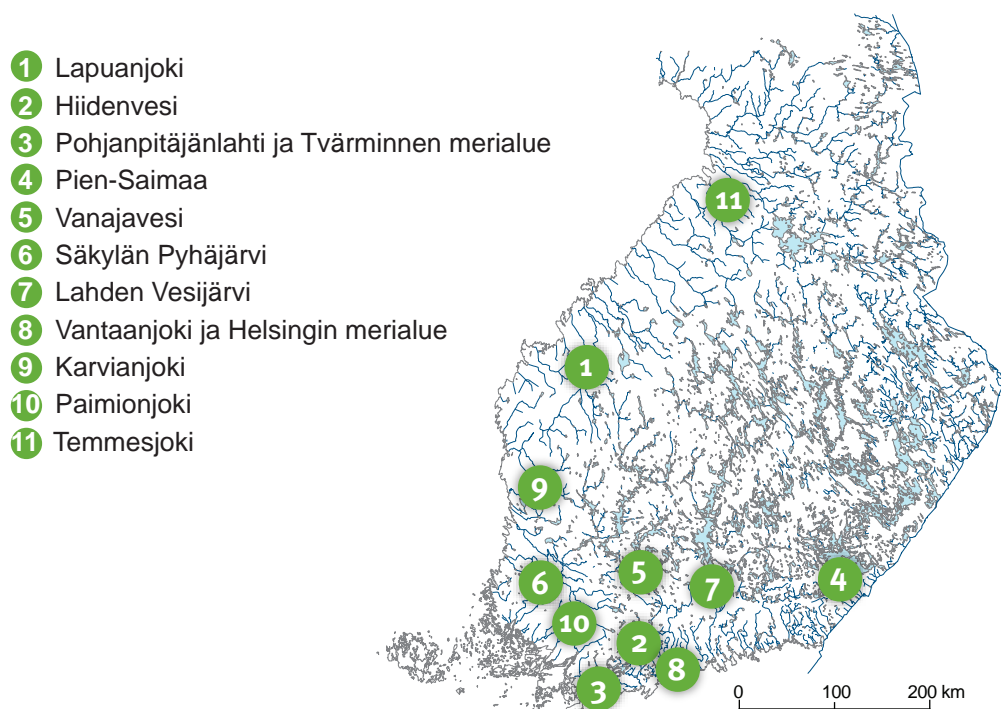 1 Lapuanjoki
2 Hiidenvesi
3 Pohjanpitäjänlahti ja Tvärminnen merialue
4 Pien-Saimaa
5 Vanajavesi
6 Säkylän Pyhäjärvi
7 Lahden Vesijärvi
8 Vantaanjoki ja Helsingin merialue
9 Karvianjoki
10 Paimionjoki
11 Temmesjoki
11
1
9
5
4
6
7
10
2
8
3
0 100 200 km